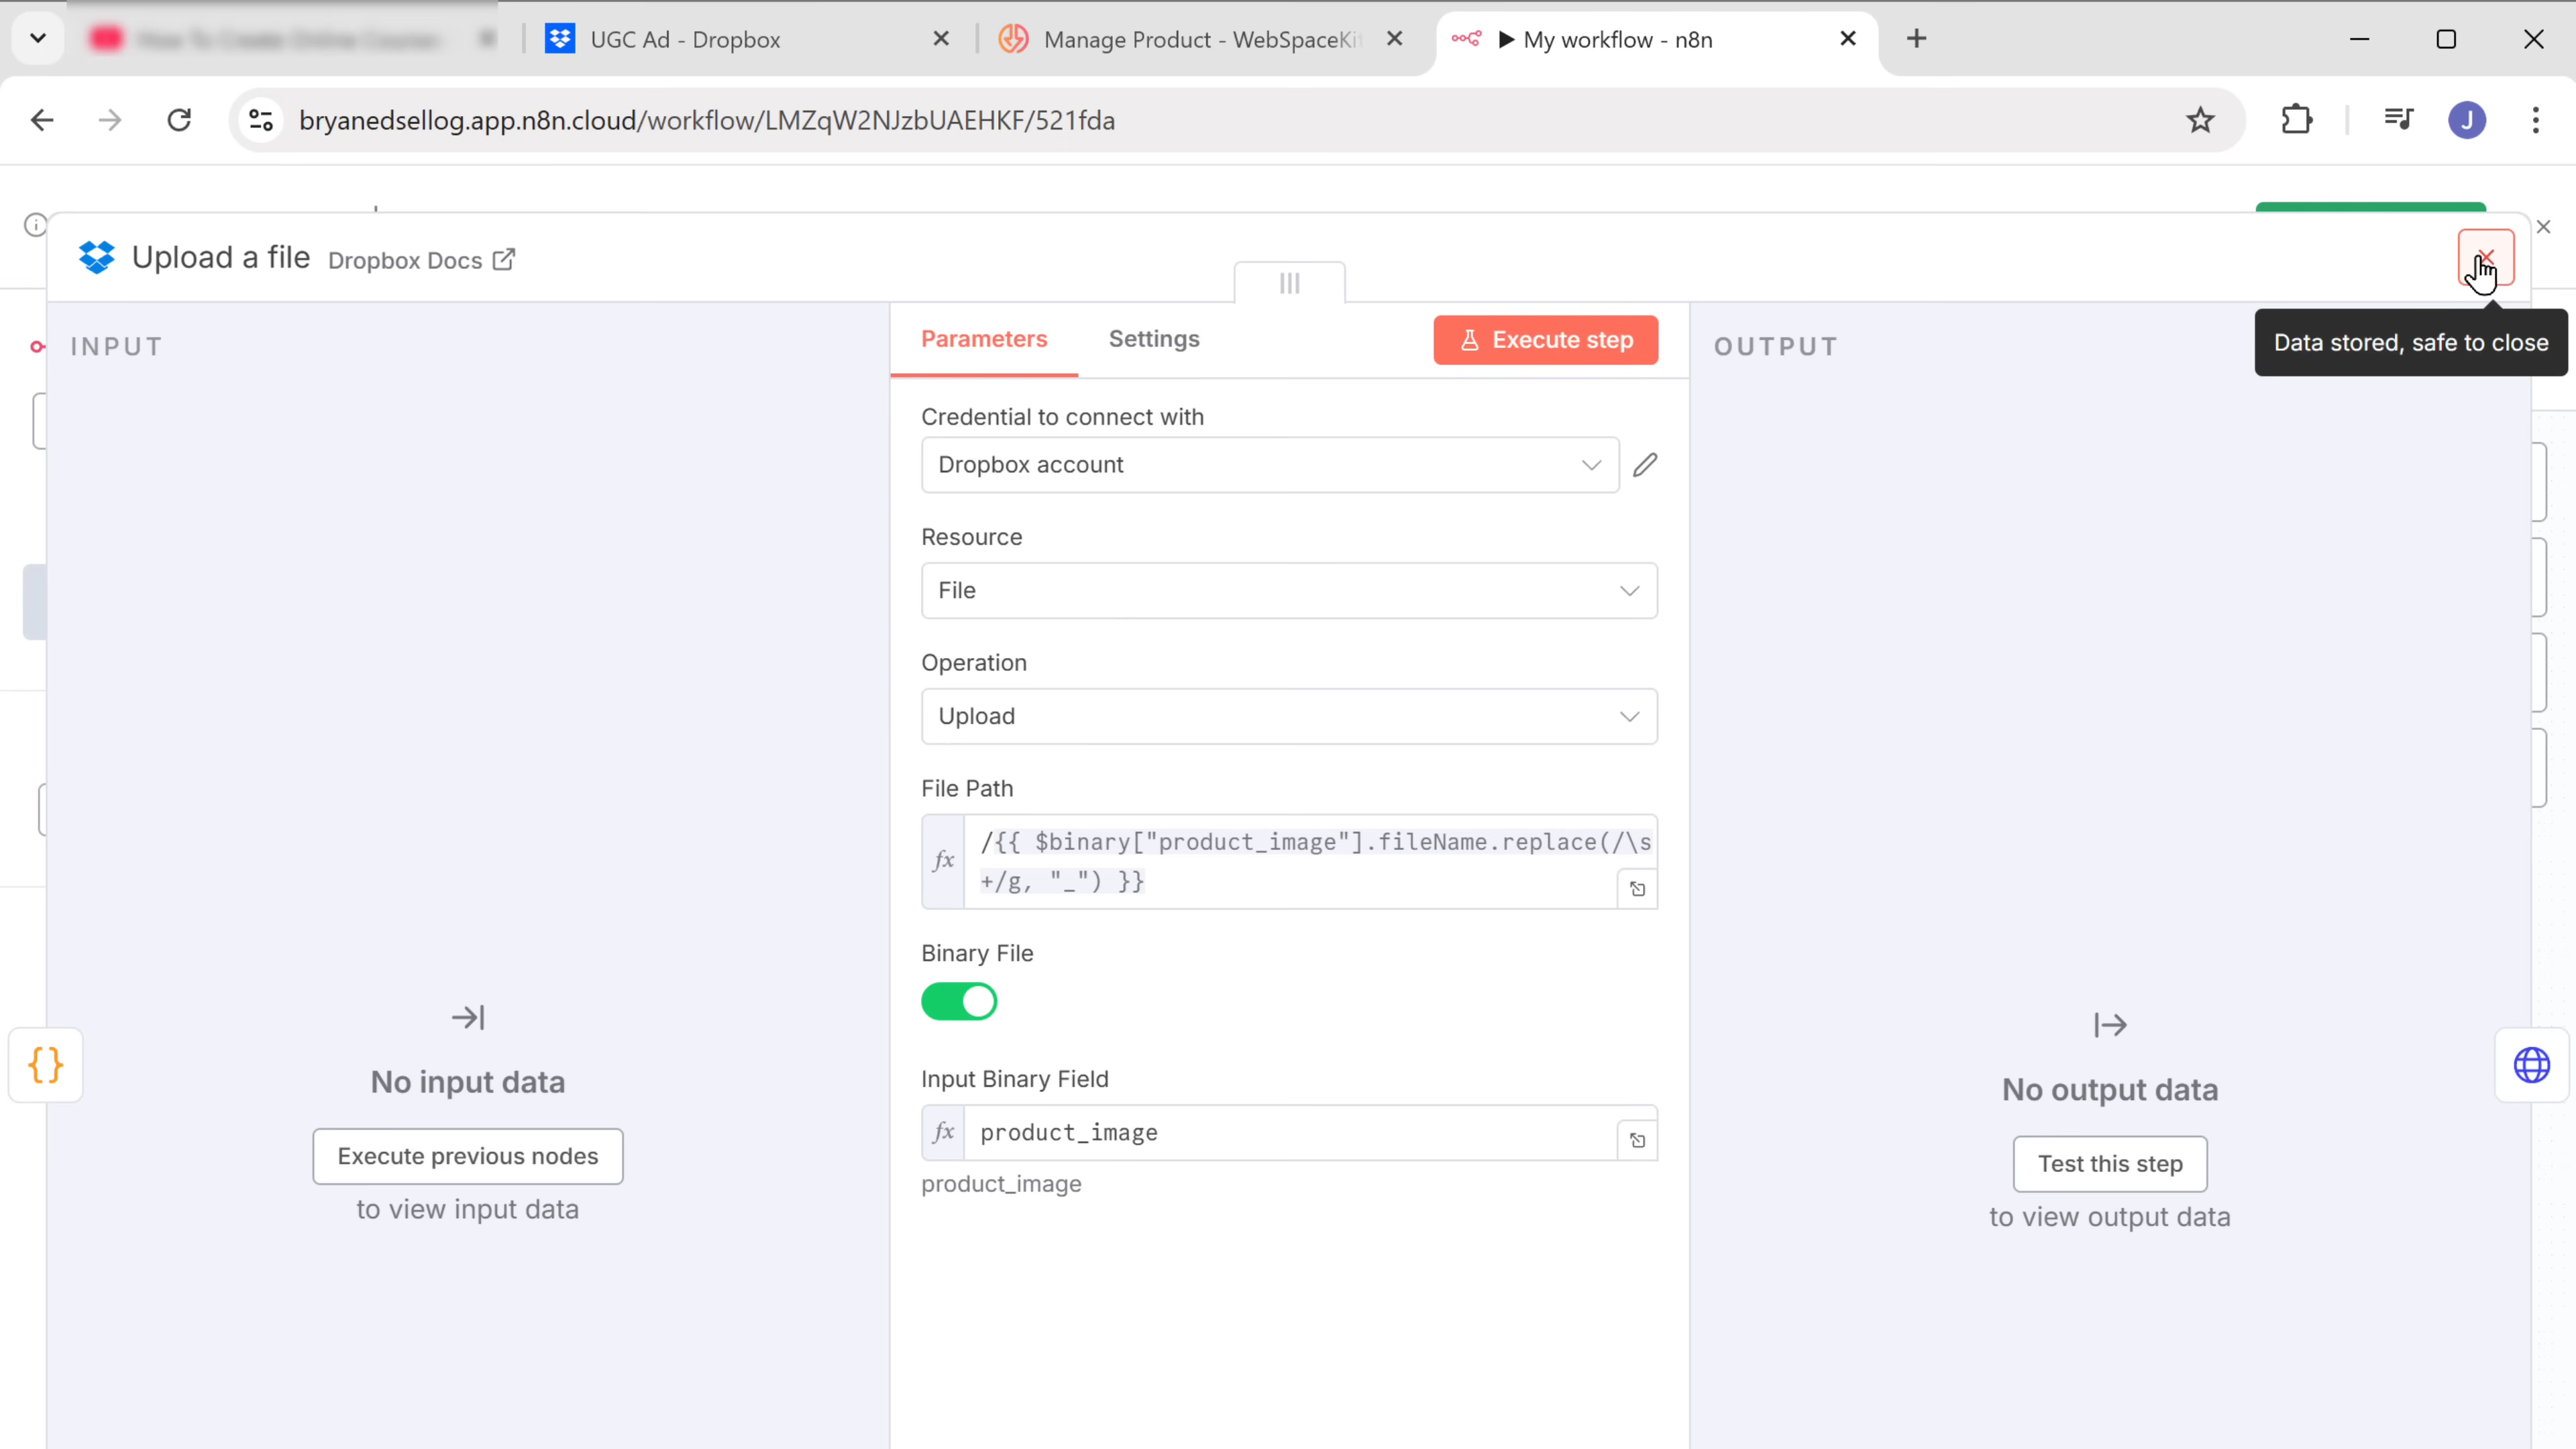 UGC Ad - Dropbox
Manage Product - WebSpaceKi
My workflow - n8n
bryanedsellog.app.n8n.cloud/workflow/LMZqW2NJzbUAEHKF/521fda
J
Upload a file
Dropbox Docs
Data stored, safe to close
INPUT
Parameters
Settings
Execute step
OUTPUT
Credential to connect with
Dropbox account
Resource
File
Operation
Upload
File Path
fx
/{{ $binary["product_image"].fileName.replace(/\s
+/g, "_") }}
Binary File
No input data
Execute previous nodes
to view input data
Input Binary Field
fx
product_image
product_image
No output data
Test this step
to view output data